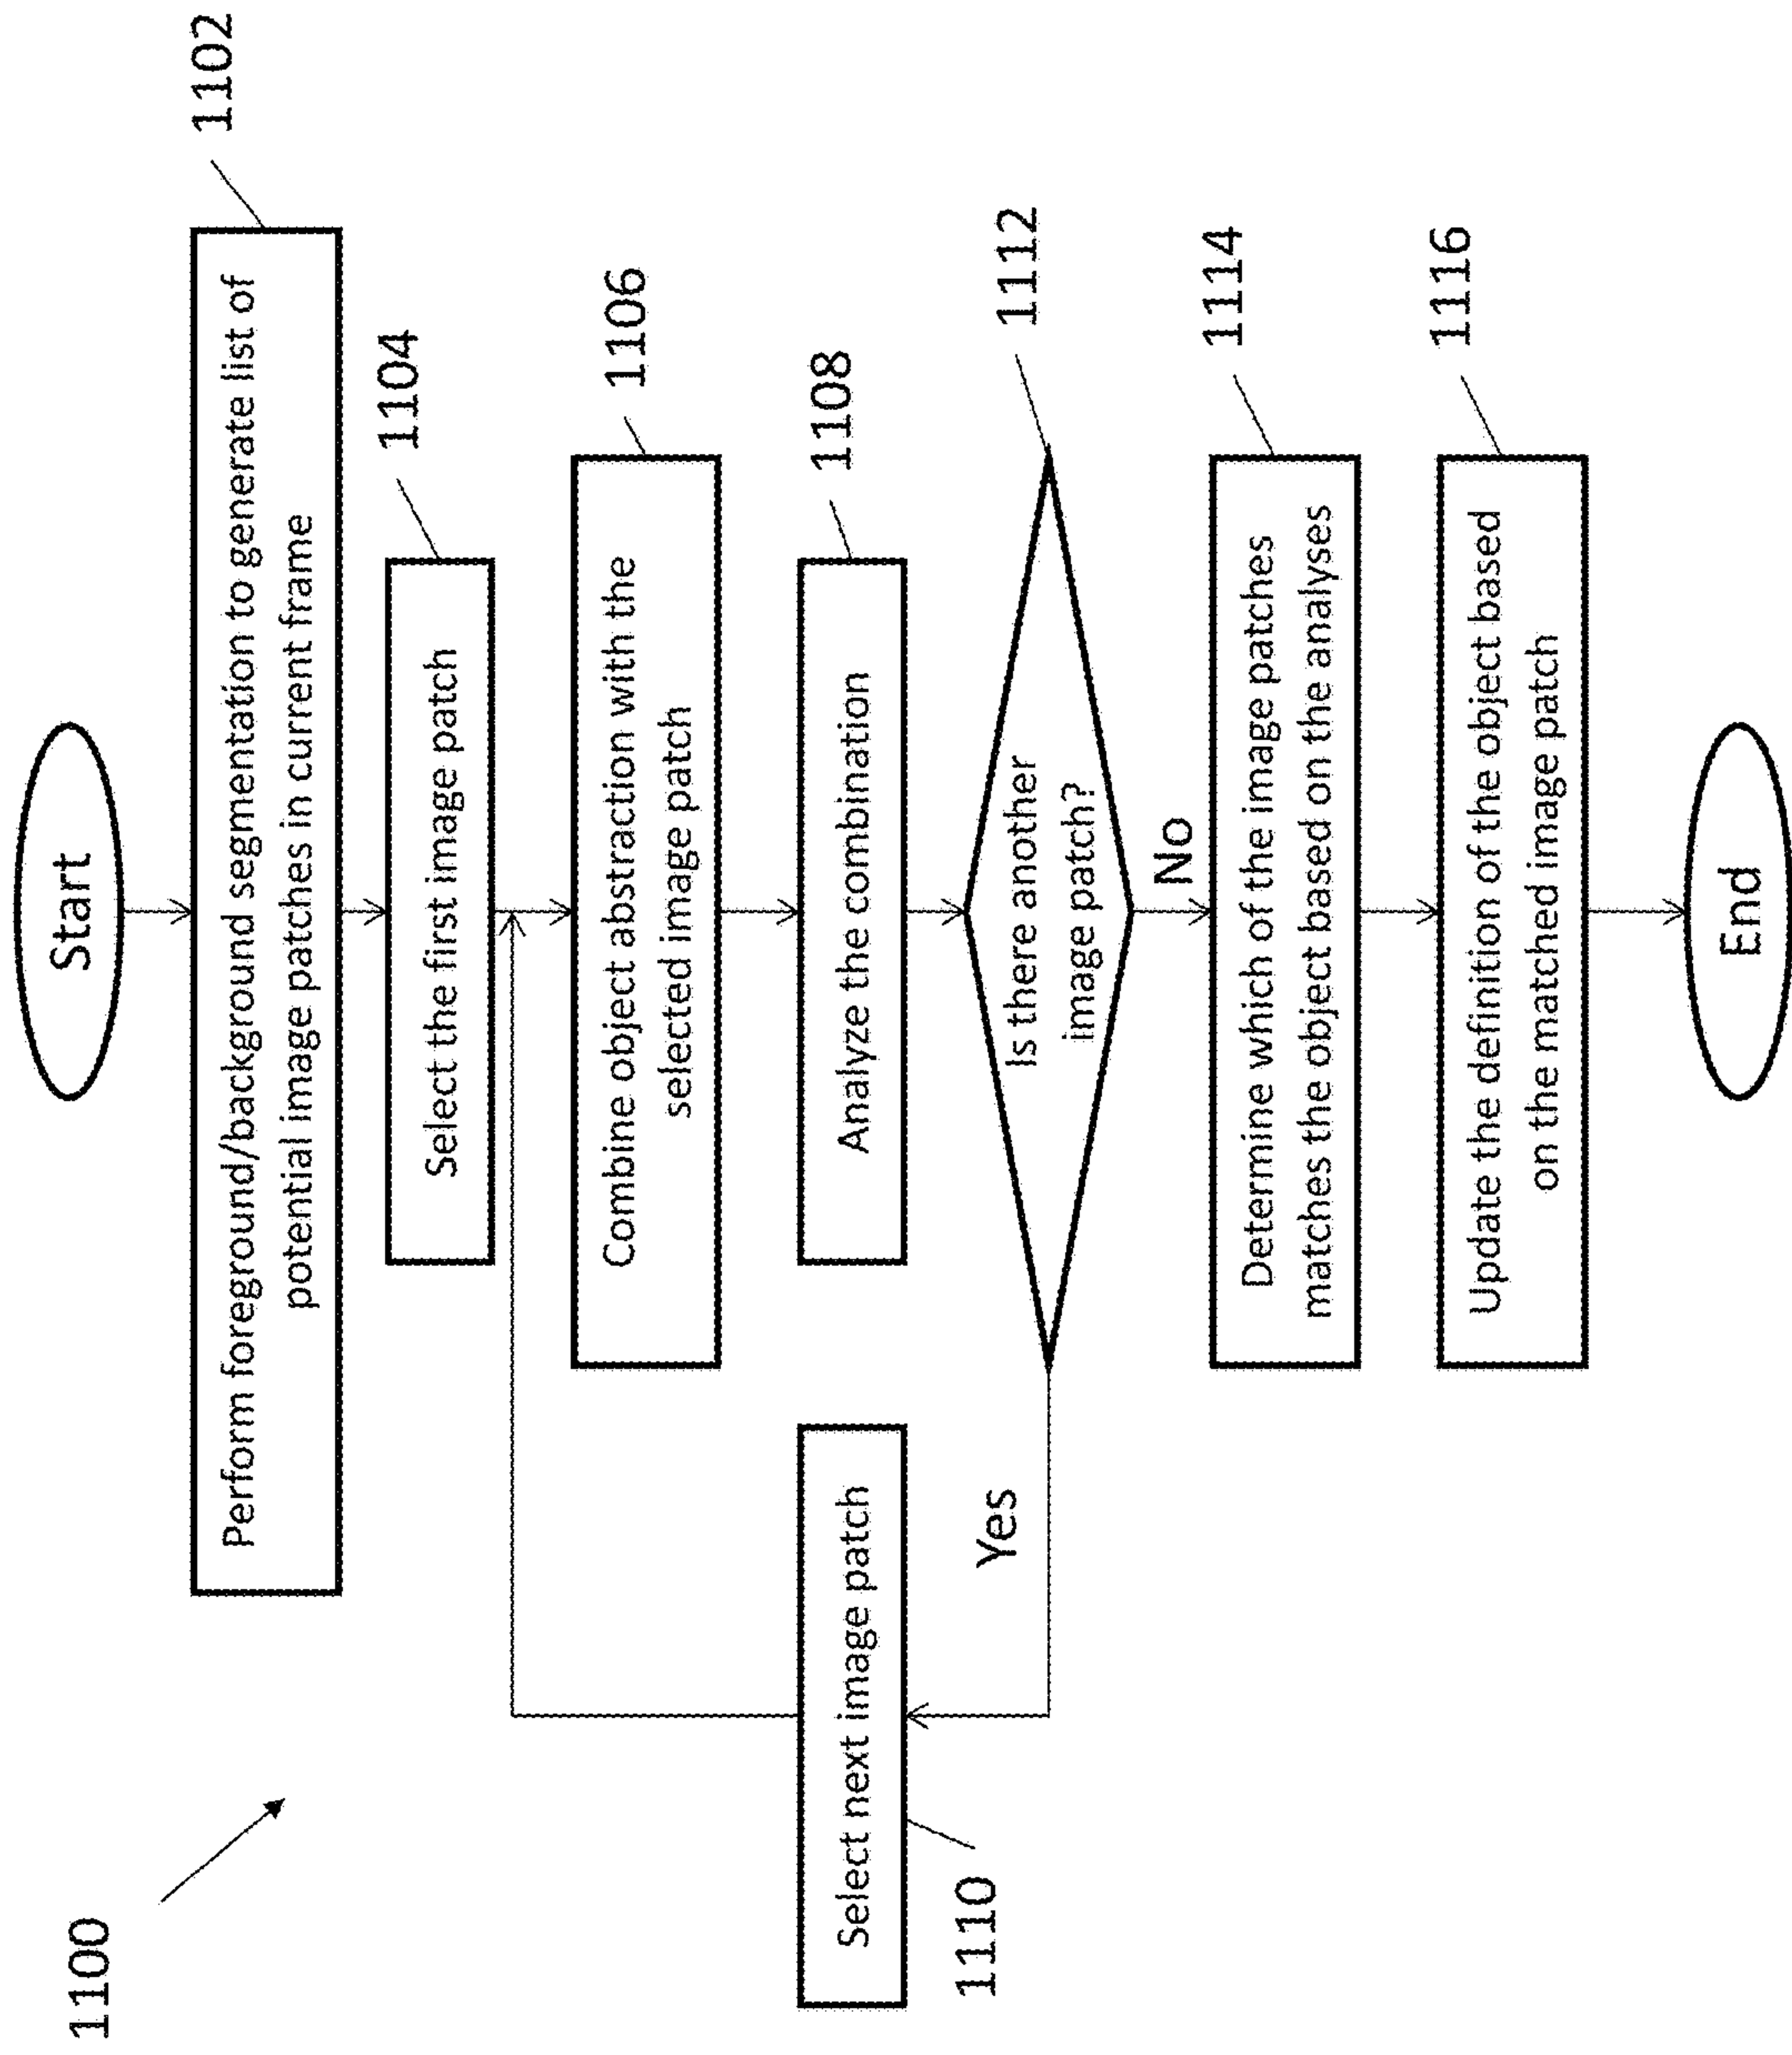 1100
Start
1102
Perform foreground/background segmentation to generate list of
potential image patches in current frame
1104
Select the first image patch
1106
Combine object abstraction with the
selected image patch
1108
Analyze the combination
Select next image patch
1110
1112
Is there another
image patch?
Yes
No
1114
Determine which of the image patches
matches the object based on the analyses
1116
Update the definition of the object based
on the matched image patch
End